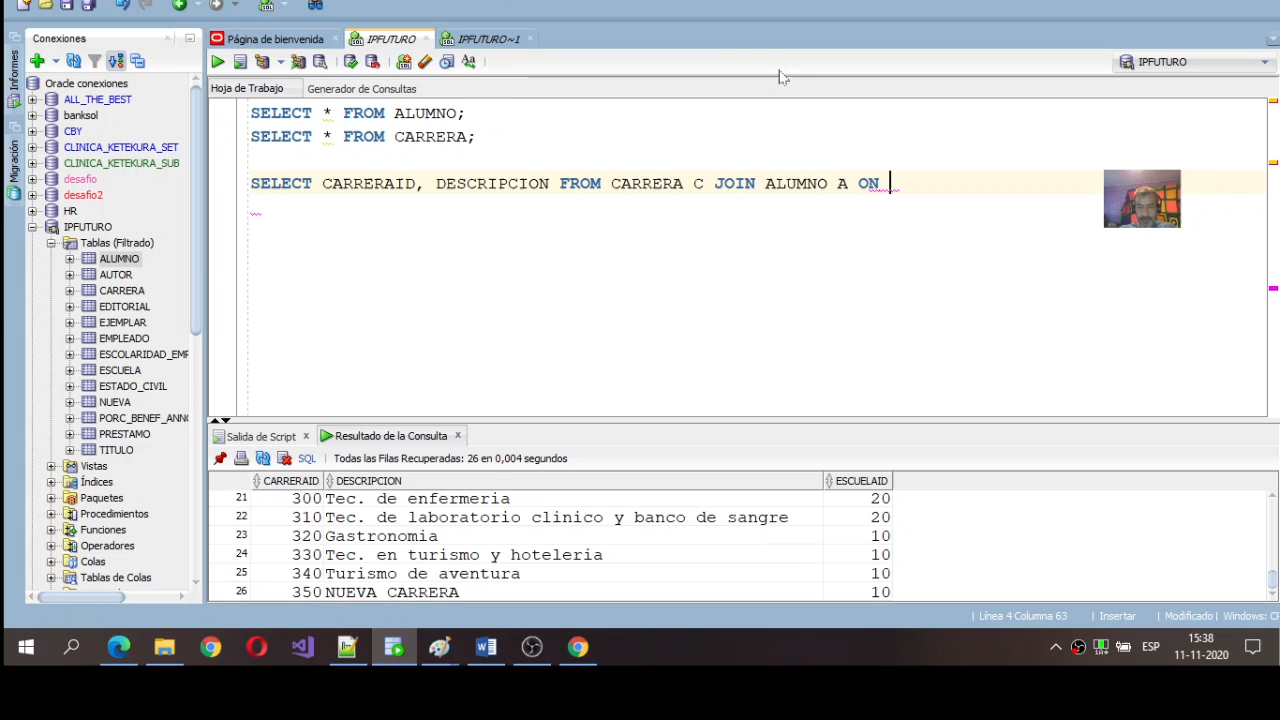 Conexiones
Página de bienvenida
IPFUTURO
IPFUTURO~1
Informes
Migración
Oracle conexiones
ALL_THE_BEST
banksol
CBY
CLINICA_KETEKURA_SET
CLINICA_KETEKURA_SUB
desafio
desafio2
HR
IPFUTURO
Tablas (Filtrado)
ALUMNO
AUTOR
CARRERA
EDITORIAL
EJEMPLAR
EMPLEADO
ESCOLARIDAD_EMP
ESCUELA
ESTADO_CIVIL
NUEVA
PORC_BENEF_ANNO
PRESTAMO
TITULO
Vistas
Índices
Paquetes
Procedimientos
Funciones
Operadores
Colas
Tablas de Colas
IPFUTURO
Hoja de Trabajo
Generador de Consultas
SELECT * FROM ALUMNO;
SELECT * FROM CARRERA;
SELECT CARRERAID, DESCRIPCION FROM CARRERA C JOIN ALUMNO A ON
Salida de Script
Resultado de la Consulta
SQL
Todas las Filas Recuperadas: 26 en 0,004 segundos
CARRERAID DESCRIPCION ESCUELAID
21 300 Tec. de enfermeria 20
22 310 Tec. de laboratorio clinico y banco de sangre 20
23 320 Gastronomia 10
24 330 Tec. en turismo y hoteleria 10
25 340 Turismo de aventura 10
26 350 NUEVA CARRERA 10
Línea 4 Columna 63
Insertar
Modificado
Windows: CR
ESP
15:38
11-11-2020